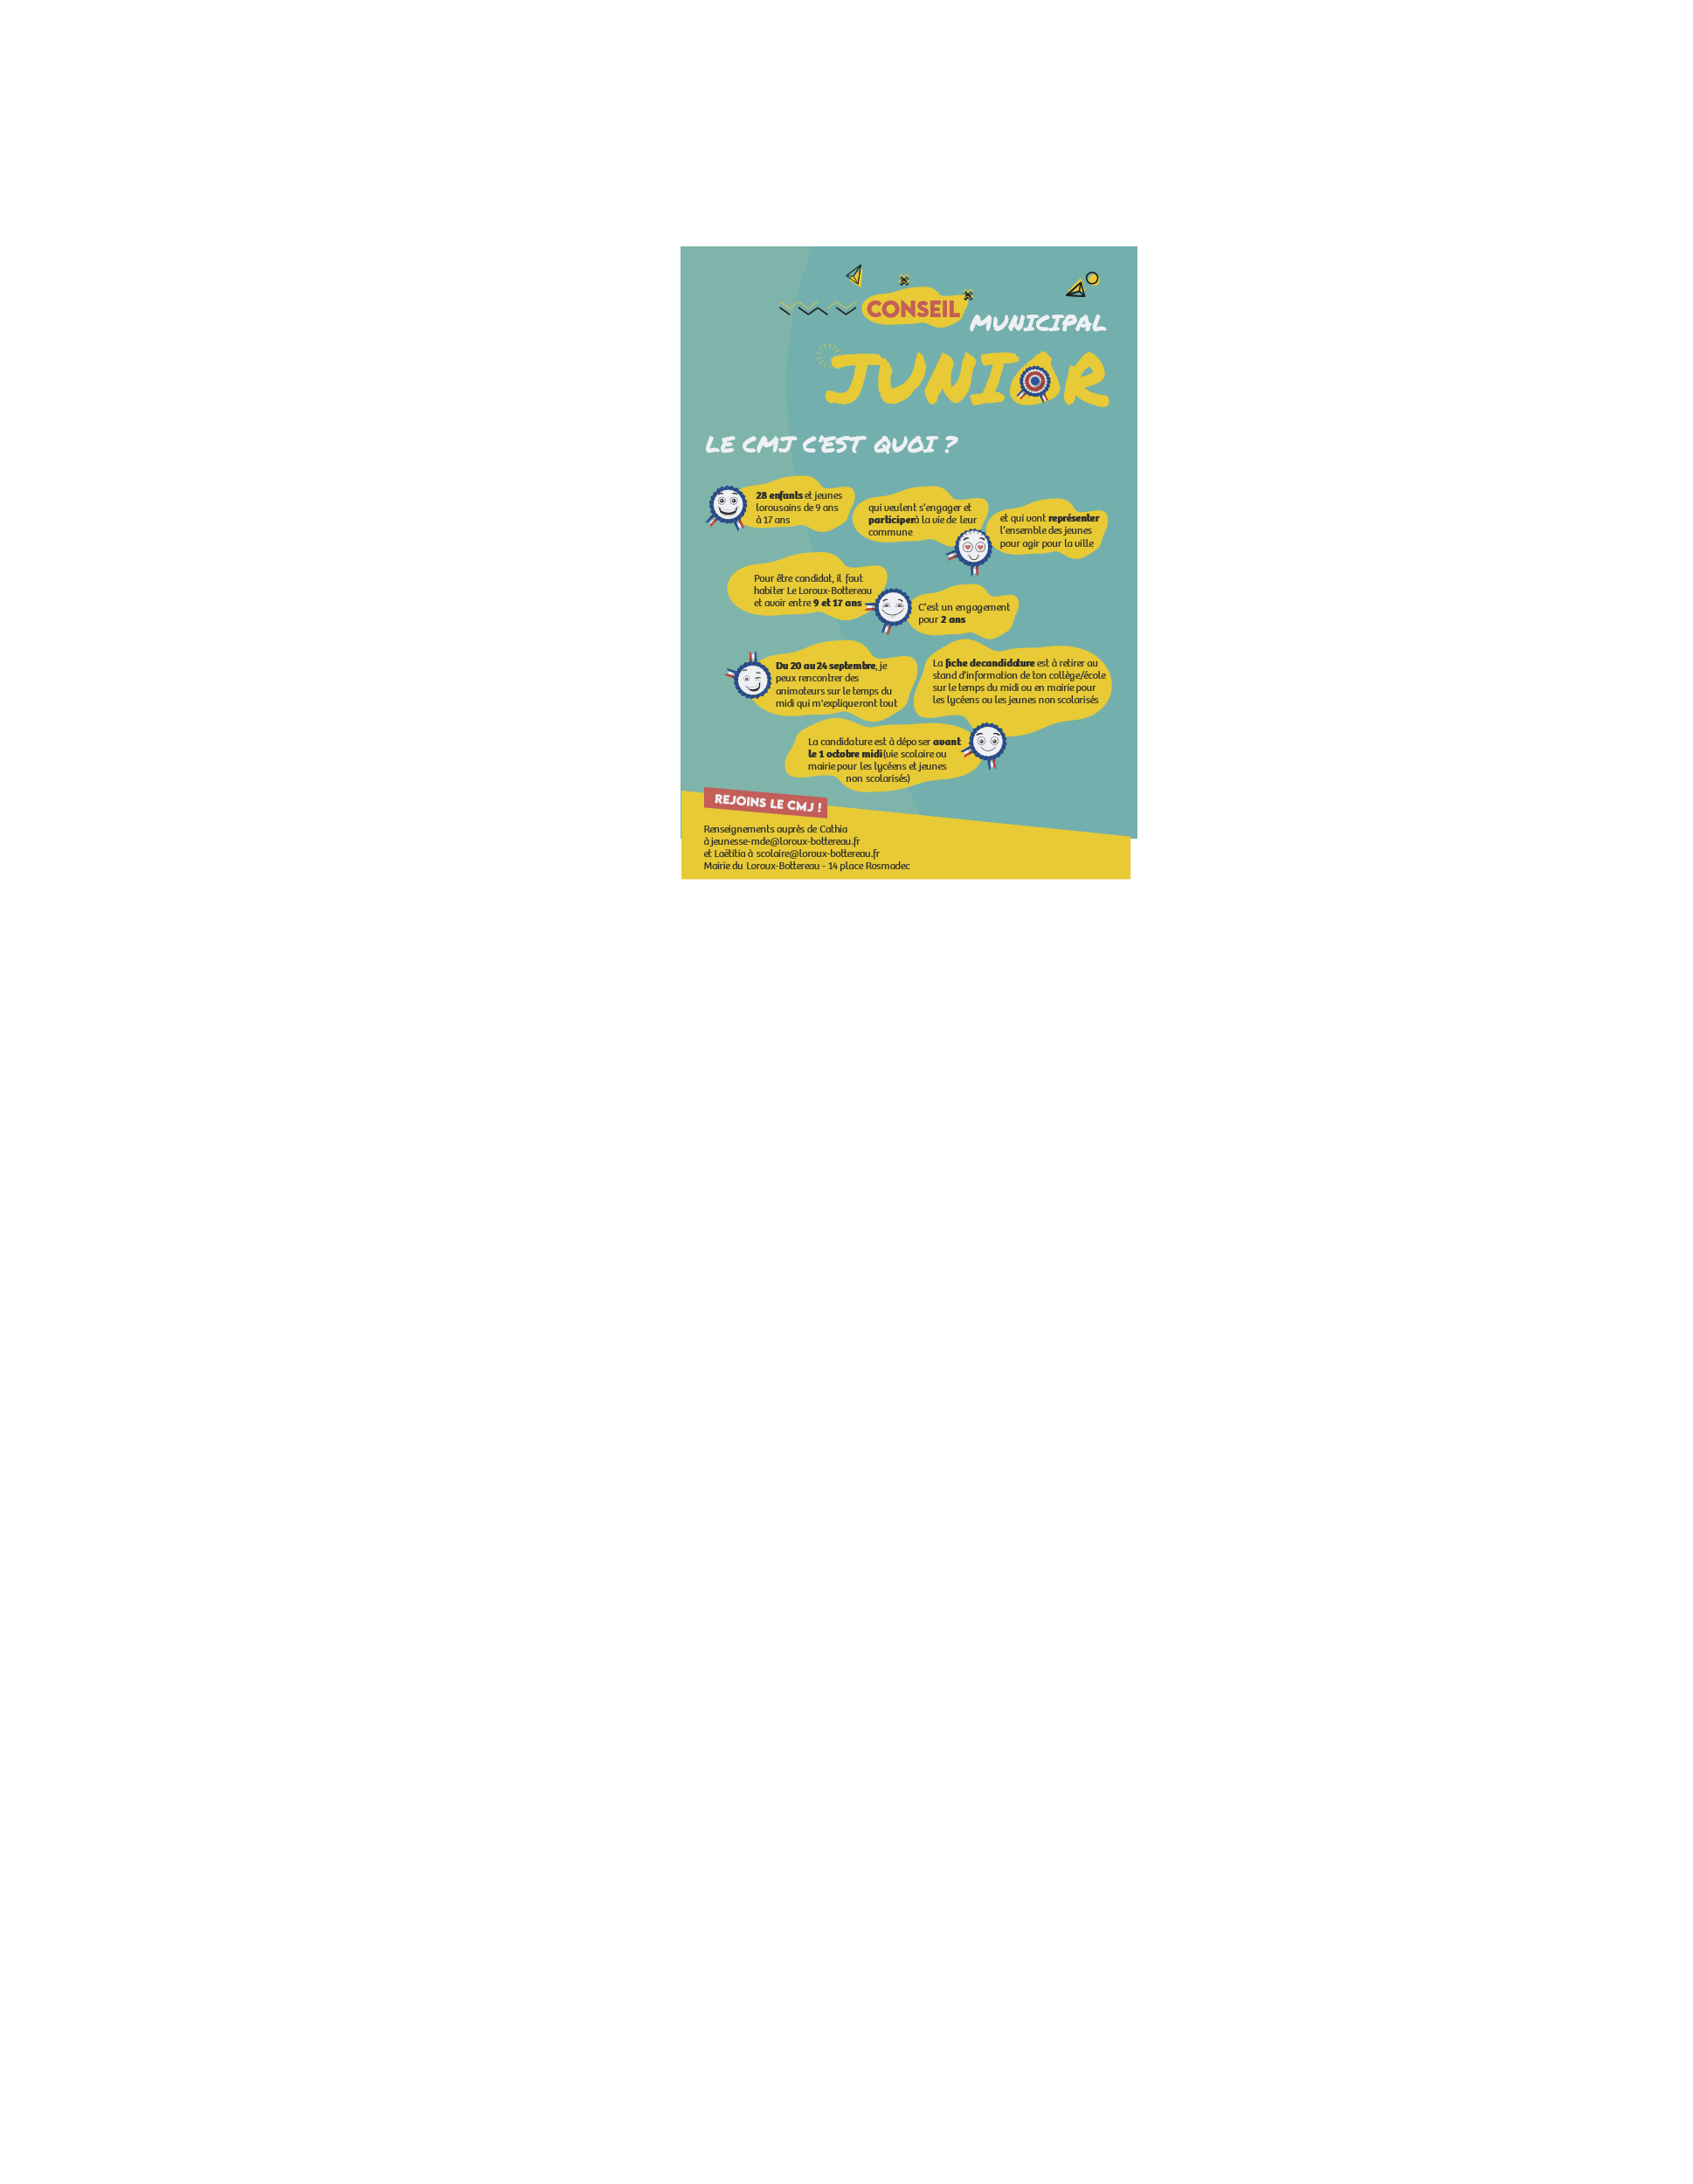 CONSEIL
MUNICIPAL
JUNIOR
LE CMJ C'EST QUOI ?
28 enfants et jeunes
lorousains de 9 ans
à 17 ans
qui veulent s'engager et
participer à la vie de leur
commune
et qui vont représenter
l'ensemble des jeunes
pour agir pour la ville
Pour être candidat, il faut
habiter Le Loroux-Bottereau
et avoir entre 9 et 17 ans
C'est un engagement
pour 2 ans
Du 20 au 24 septembre, je
peux rencontrer des
animateurs sur le temps du
midi qui m'expliqueront tout
La fiche de candidature est à retirer au
stand d'information de ton collège/école
sur le temps du midi ou en mairie pour
les lycéens ou les jeunes non scolarisés
La candidature est à déposer avant
le 1 octobre midi (vie scolaire ou
mairie pour les lycéens et jeunes
non scolarisés)
REJOINS LE CMJ !
Renseignements auprès de Cathia
à jeunesse-mde@loroux-bottereau.fr
et Laëtitia à scolaire@loroux-bottereau.fr
Mairie du Loroux-Bottereau - 14 place Rosmadec